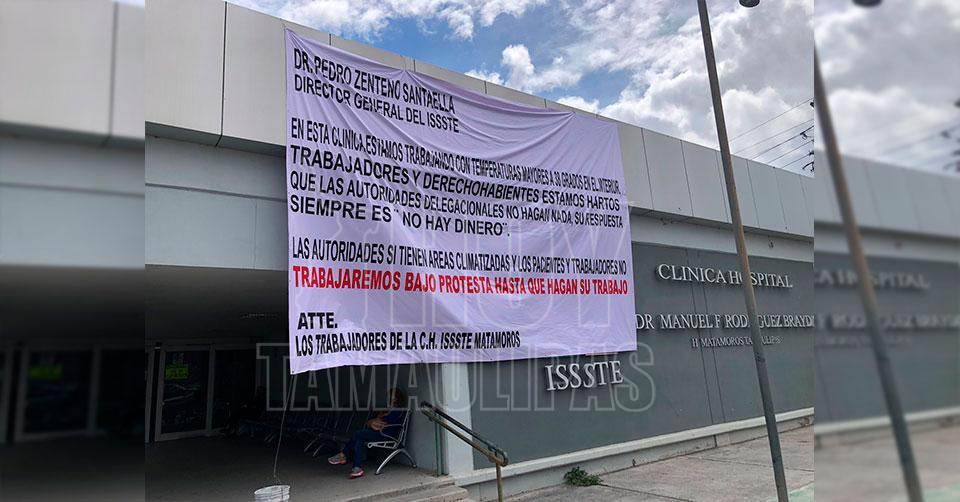 DR. PEDRO ZENTENO SANTAELLA
DIRECTOR GENERAL DEL ISSSTE
EN ESTA CLINICA ESTAMOS TRABAJANDO CON TEMPERATURAS MAYORES A 38 GRADOS EN EL INTERIOR.
TRABAJADORES Y DERECHOHABIENTES ESTAMOS HARTOS
QUE LAS AUTORIDADES DELEGACIONALES NO HAGAN NADA, SU RESPUESTA
SIEMPRE ES¨ NO HAY DINERO¨.
LAS AUTORIDADES SI TIENEN AREAS CLIMATIZADAS Y LOS PACIENTES Y TRABAJADORES NO
TRABAJAREMOS BAJO PROTESTA HASTA QUE HAGAN SU TRABAJO
ATTE.
LOS TRABAJADORES DE LA C.H. ISSSTE MATAMOROS
CLINICA HOSPITAL
DR MANUEL F RODRIGUEZ BRAYDA
H MATAMOROS TAMAULIPAS
ISSSTE
HOY
TAMAULIPAS